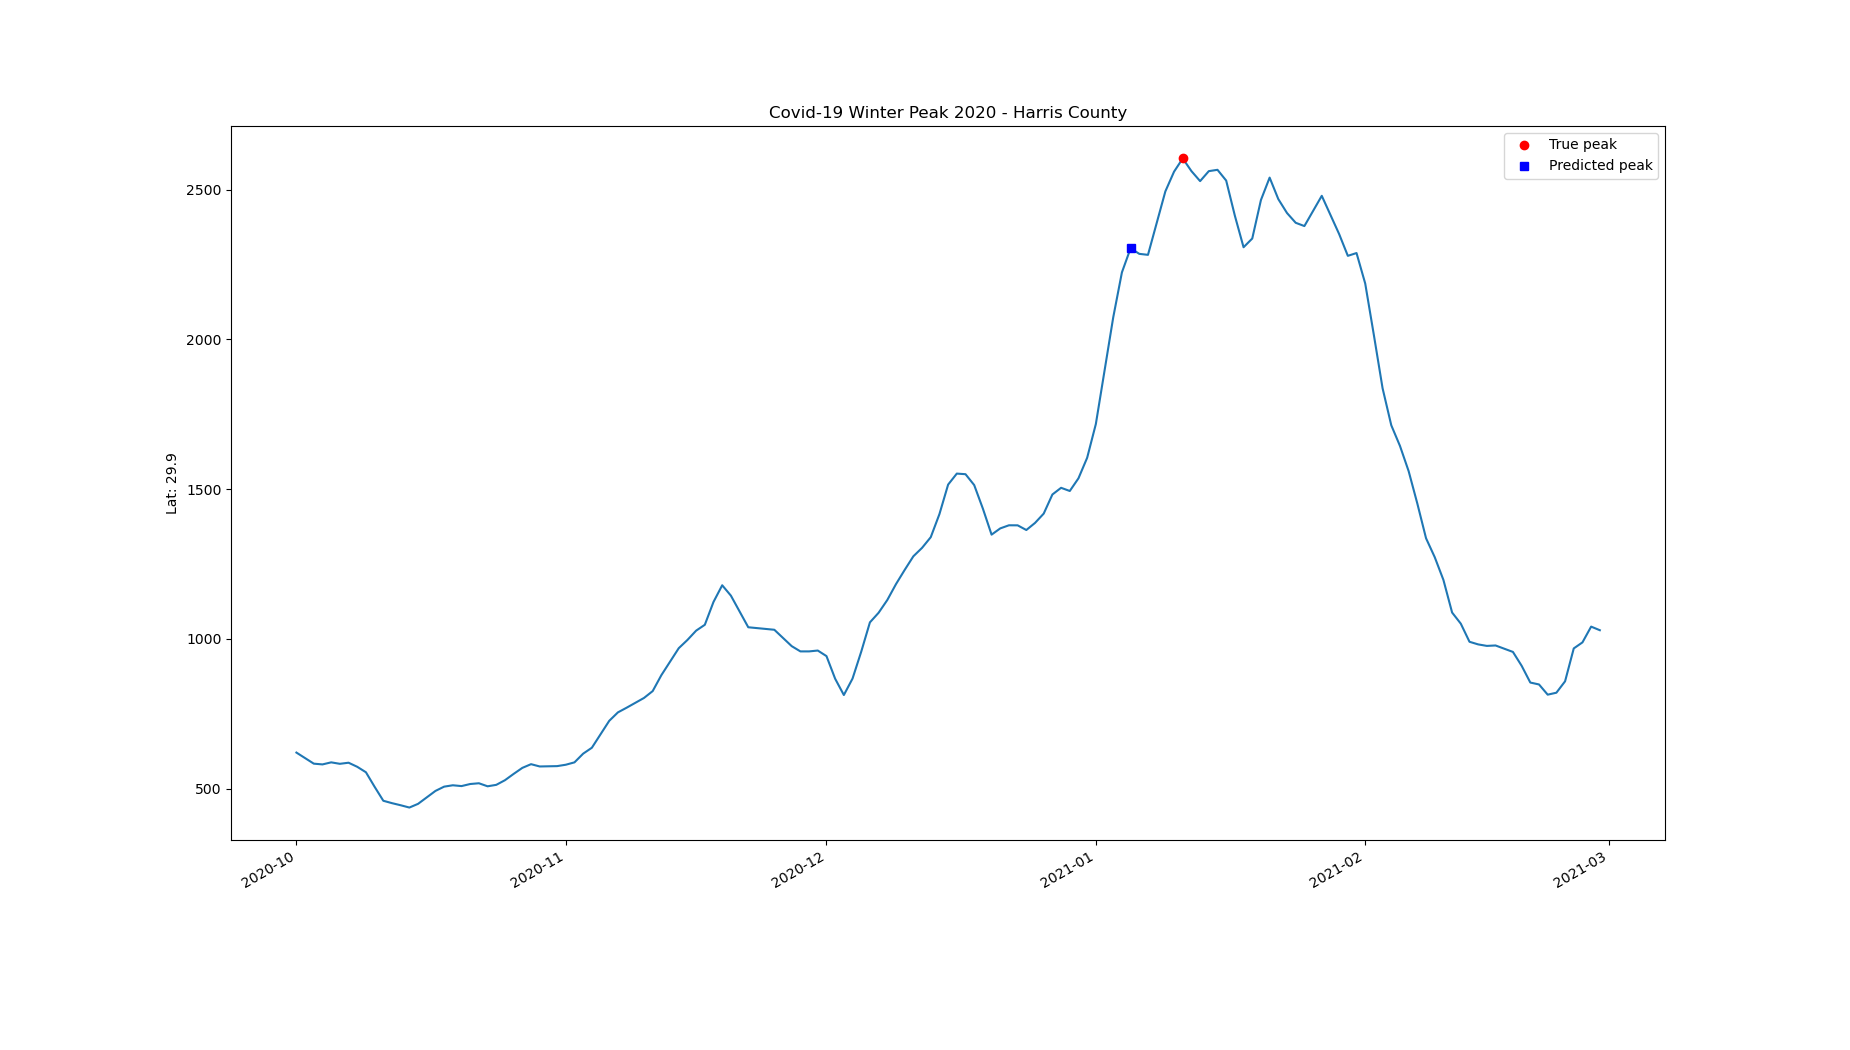 Covid-19 Winter Peak 2020 - Harris County
True peak
Predicted peak
2500
2000
1500
1000
500
Lat: 29.9
2020-10
2020-11
2020-12
2021-01
2021-02
2021-03